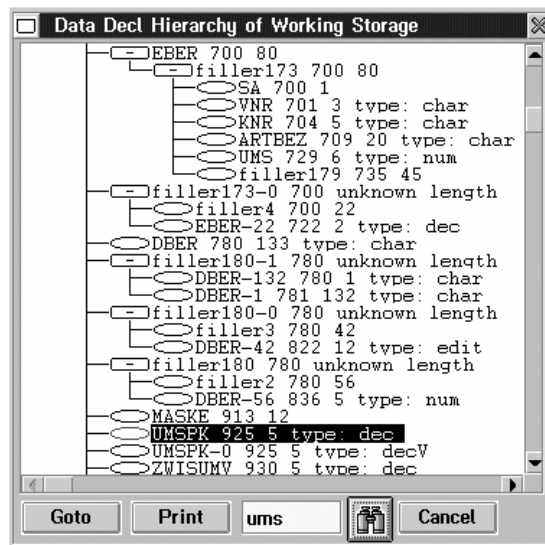 Data Decl Hierarchy of Working Storage
EBER 700 80
filler173 700 80
SA 700 1
VNR 701 3 type: char
KNR 704 5 type: char
ARTBEZ 709 20 type: char
UMS 729 6 type: num
filler179 735 45
filler173-0 700 unknown length
filler4 700 22
EBER-22 722 2 type: dec
DBER 780 133 type: char
filler180-1 780 unknown length
DBER-132 780 1 type: char
DBER-1 781 132 type: char
filler180-0 780 unknown length
filler3 780 42
DBER-42 822 12 type: edit
filler180 780 unknown length
filler2 780 56
DBER-56 836 5 type: num
MASKE 913 12
UMSPK 925 5 type: dec
UMSPK-0 925 5 type: decV
ZWISUMV 930 5 type: dec
Goto Print ums Cancel